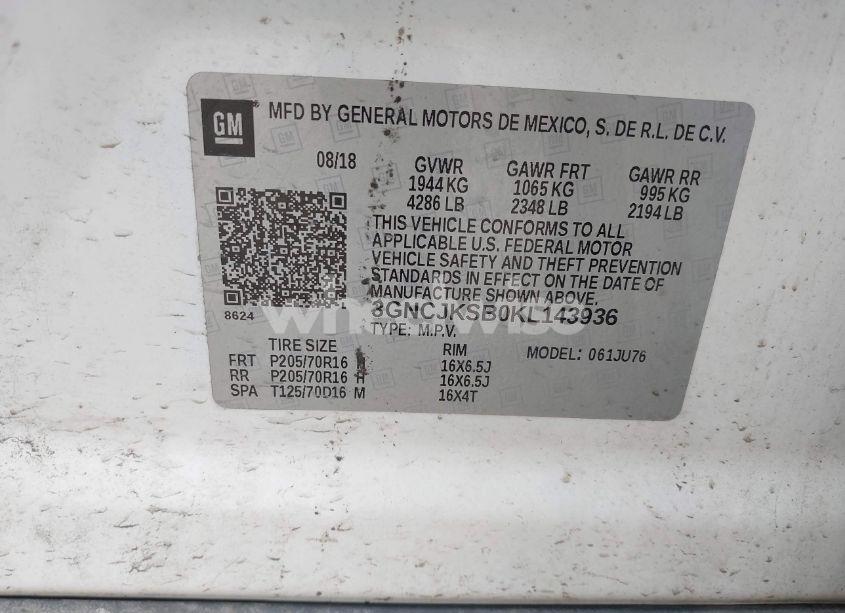 GM
MFD BY GENERAL MOTORS DE MEXICO, S. DE R.L. DE C.V.
08/18 GVWR GAWR FRT GAWR RR
1944 KG 1065 KG 995 KG
4286 LB 2348 LB 2194 LB
THIS VEHICLE CONFORMS TO ALL
APPLICABLE U.S. FEDERAL MOTOR
VEHICLE SAFETY AND THEFT PREVENTION
STANDARDS IN EFFECT ON THE DATE OF
MANUFACTURE SHOWN ABOVE.
8624 3GNCJKSB0KL143936
TYPE: M.P.V.
TIRE SIZE RIM MODEL: 061JU76
FRT P205/70R16 H 16X6.5J
RR P205/70R16 H 16X6.5J
SPA T125/70D16 M 16X4T